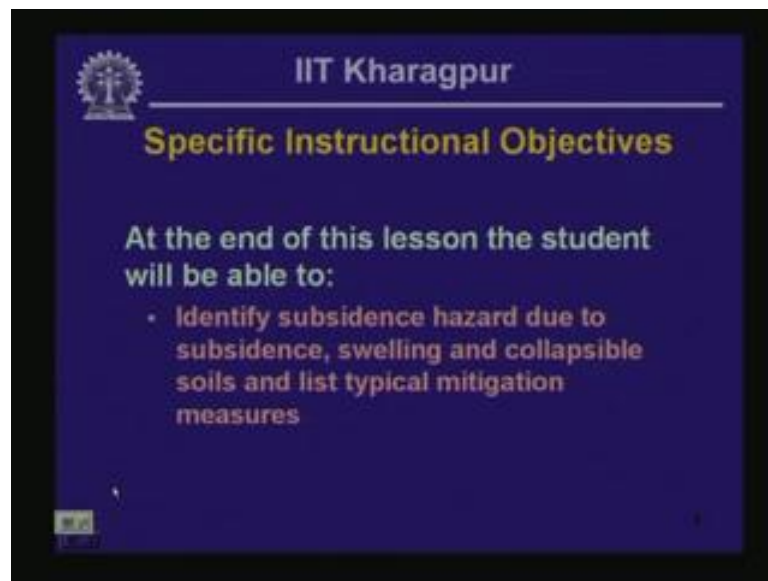 IIT Kharagpur
Specific Instructional Objectives
At the end of this lesson the student
will be able to:
• Identify subsidence hazard due to
subsidence, swelling and collapsible
soils and list typical mitigation
measures